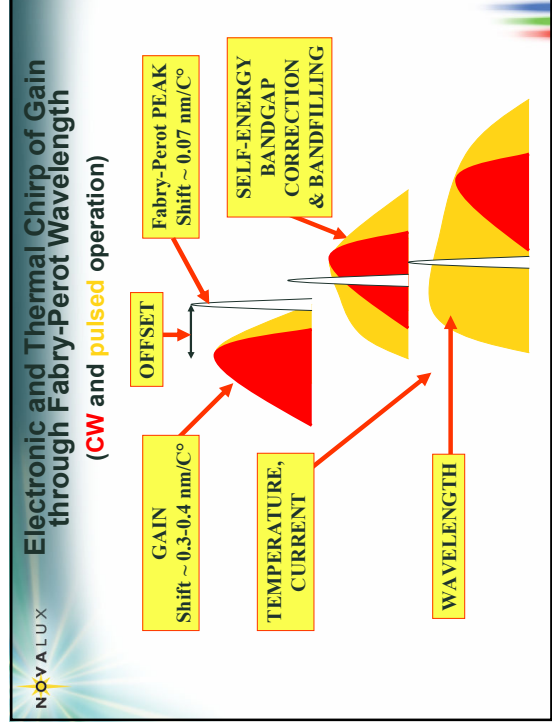 NOVALUX
Electronic and Thermal Chirp of Gain
through Fabry-Perot Wavelength
(CW and pulsed operation)
GAIN
Shift ~ 0.3-0.4 nm/C°
OFFSET
Fabry-Perot PEAK
Shift ~ 0.07 nm/C°
TEMPERATURE,
CURRENT
SELF-ENERGY
BANDGAP
CORRECTION
& BANDFILLING
WAVELENGTH